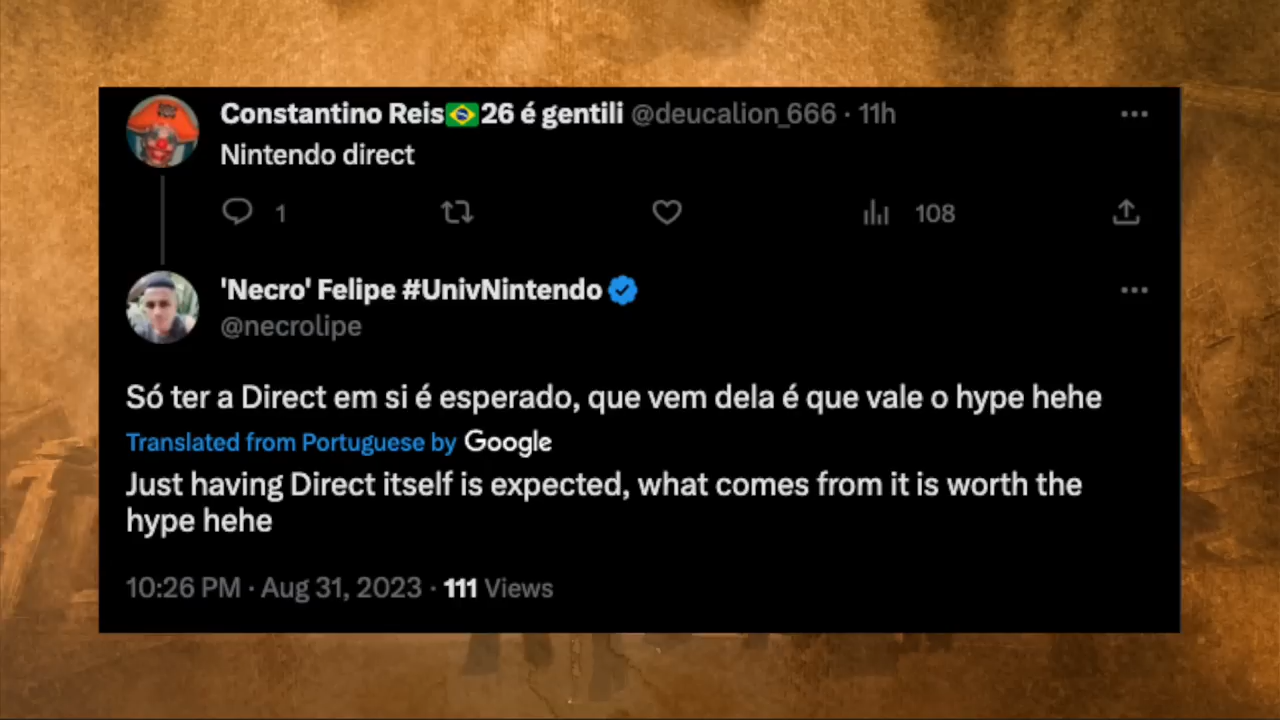 Constantino Reis🇧🇷26 é gentili @deucalion_666 · 11h
Nintendo direct
1 108
'Necro' Felipe #UnivNintendo
@necrolipe
Só ter a Direct em si é esperado, que vem dela é que vale o hype hehe
Translated from Portuguese by Google
Just having Direct itself is expected, what comes from it is worth the
hype hehe
10:26 PM · Aug 31, 2023 · 111 Views